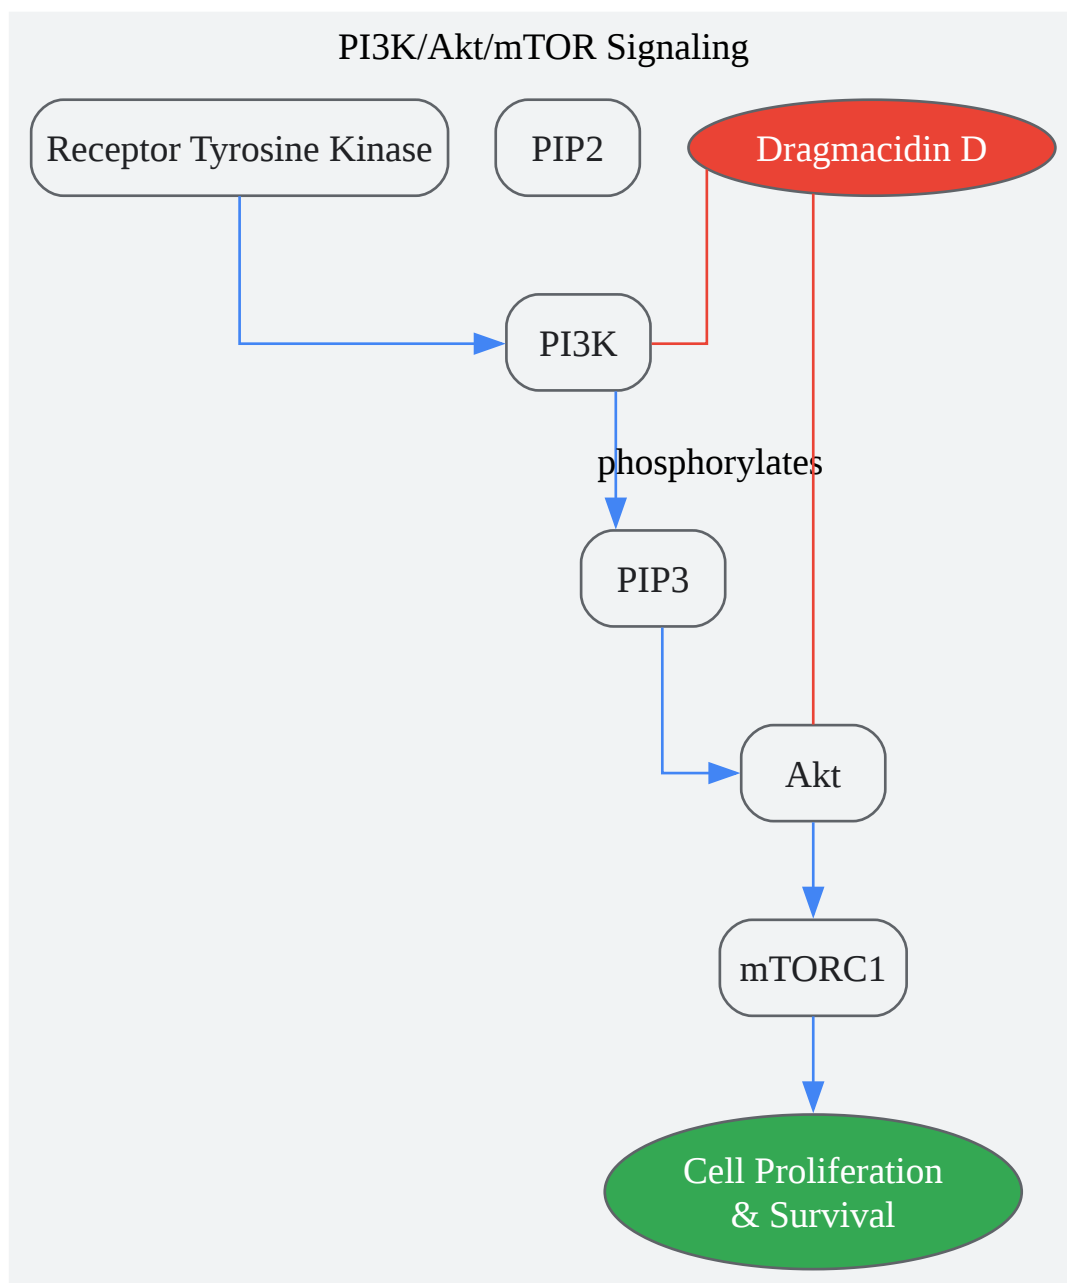 PI3K/Akt/mTOR Signaling
Receptor Tyrosine Kinase
PIP2
Dragmacidin D
PI3K
phosphorylates
PIP3
Akt
mTORC1
Cell Proliferation
& Survival